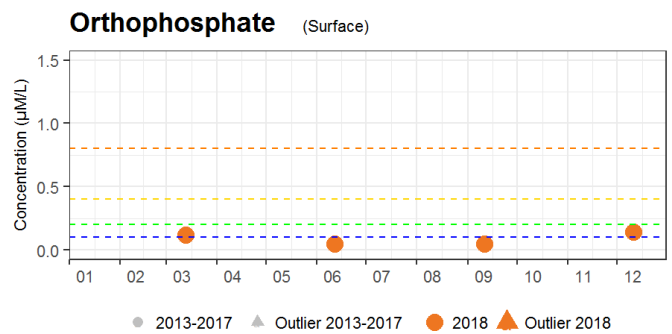 Orthophosphate (Surface)
Concentration (µM/L)
1.5
1.0
0.5
0.0
01 02 03 04 05 06 07 08 09 10 11 12
2013-2017 Outlier 2013-2017 2018 Outlier 2018